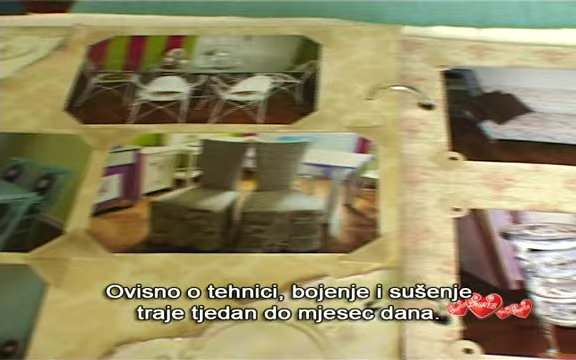 Ovisno o tehnici, bojenje i sušenje
traje tjedan do mjesec dana.